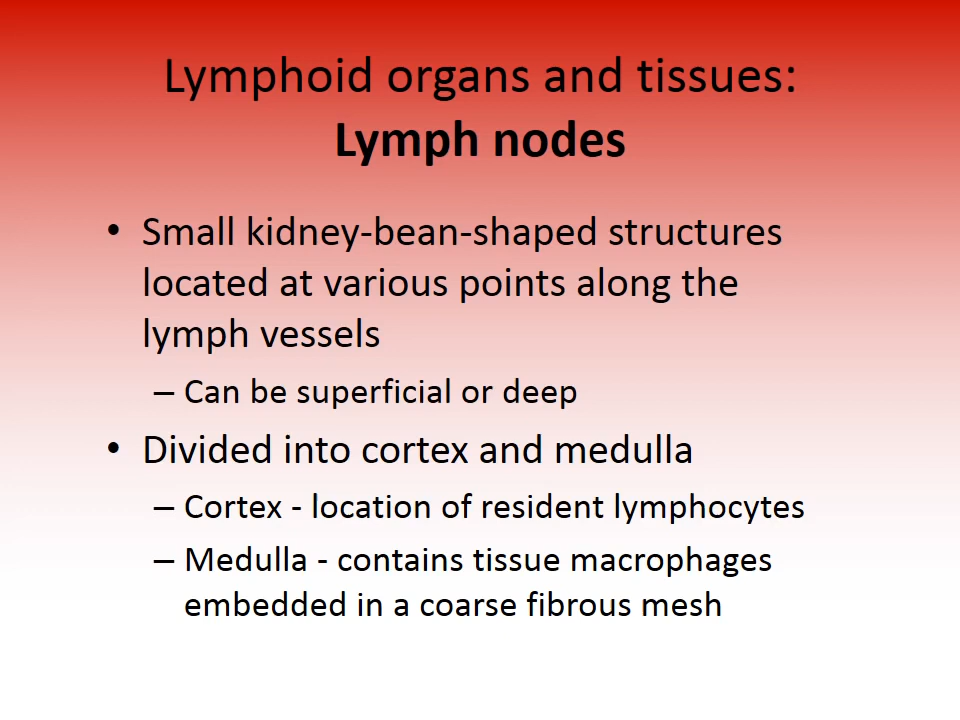 Lymphoid organs and tissues:
Lymph nodes
• Small kidney-bean-shaped structures
located at various points along the
lymph vessels
– Can be superficial or deep
• Divided into cortex and medulla
– Cortex - location of resident lymphocytes
– Medulla - contains tissue macrophages
embedded in a coarse fibrous mesh